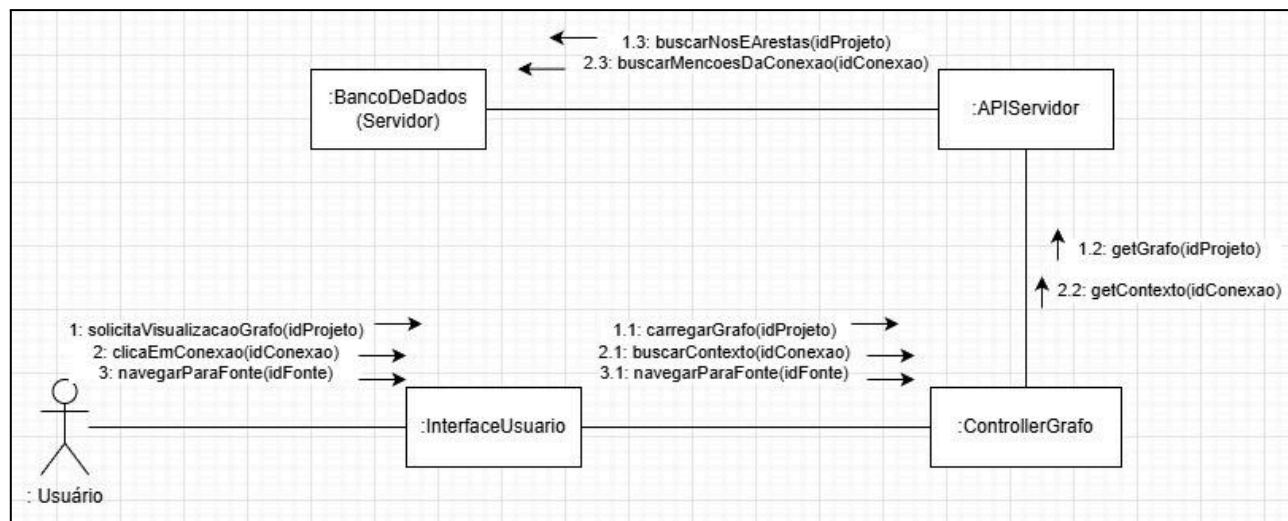 1.3: buscarNosEArestas(idProjeto)
2.3: buscarMencoesDaConexao(idConexao)
:BancoDeDados
(Servidor)
:APIServidor
1.2: getGrafo(idProjeto)
2.2: getContexto(idConexao)
1: solicitaVisualizacaoGrafo(idProjeto)
2: clicaEmConexao(idConexao)
3: navegarParaFonte(idFonte)
1.1: carregarGrafo(idProjeto)
2.1: buscarContexto(idConexao)
3.1: navegarParaFonte(idFonte)
:InterfaceUsuario
:ControllerGrafo
: Usuário